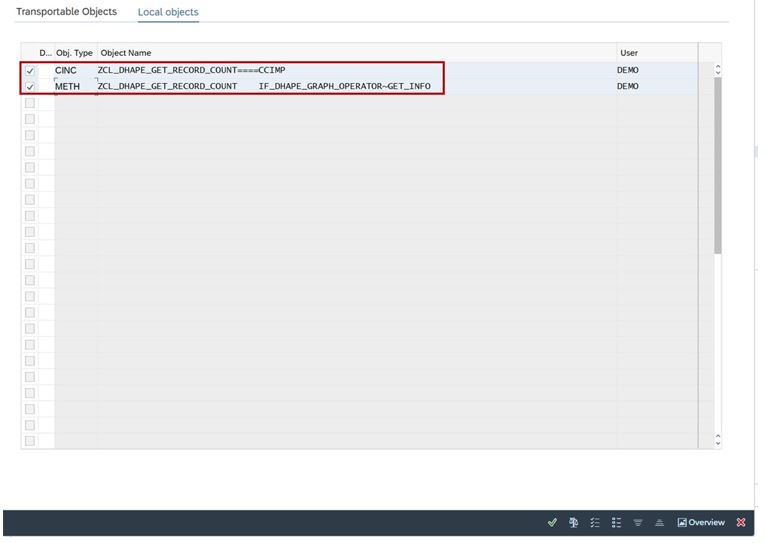 Transportable Objects Local objects
D... Obj. Type Object Name User
CINC ZCL_DHAPE_GET_RECORD_COUNT====CCIMP DEMO
METH ZCL_DHAPE_GET_RECORD_COUNT IF_DHAPE_GRAPH_OPERATOR~GET_INFO DEMO
Overview